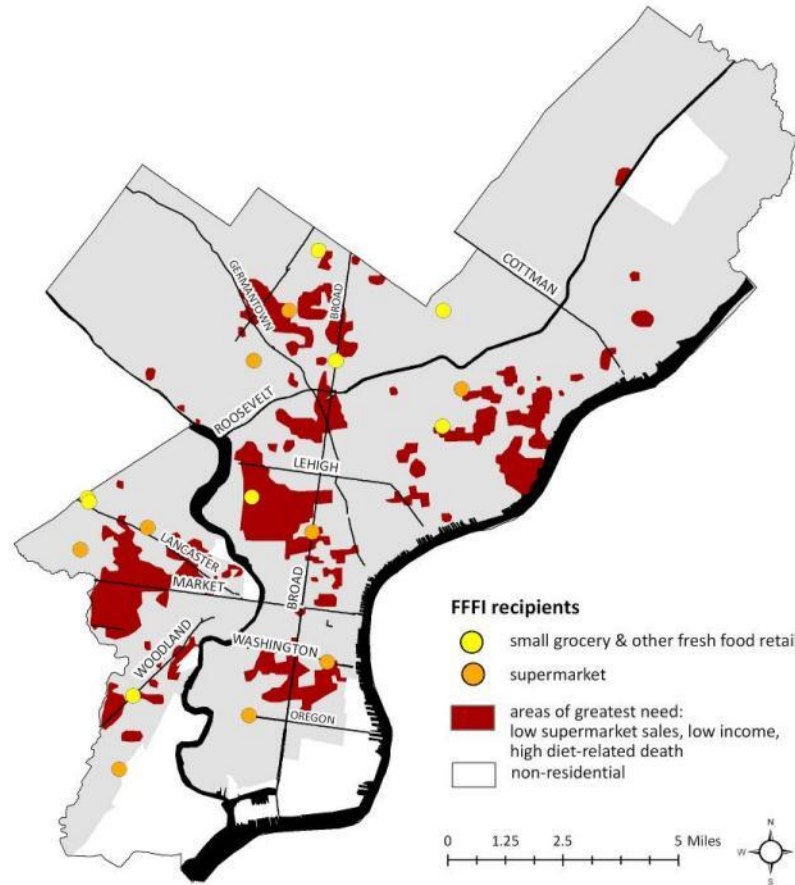 COTTMAN
GERMANTOWN
BROAD
ROOSEVELT
LEHIGH
LANCASTER
MARKET
BROAD
WOODLAND
WASHINGTON
OREGON
FFFI recipients
small grocery & other fresh food retail
supermarket
areas of greatest need:
low supermarket sales, low income,
high diet-related death
non-residential
0 1.25 2.5 5 Miles
N
W E
S